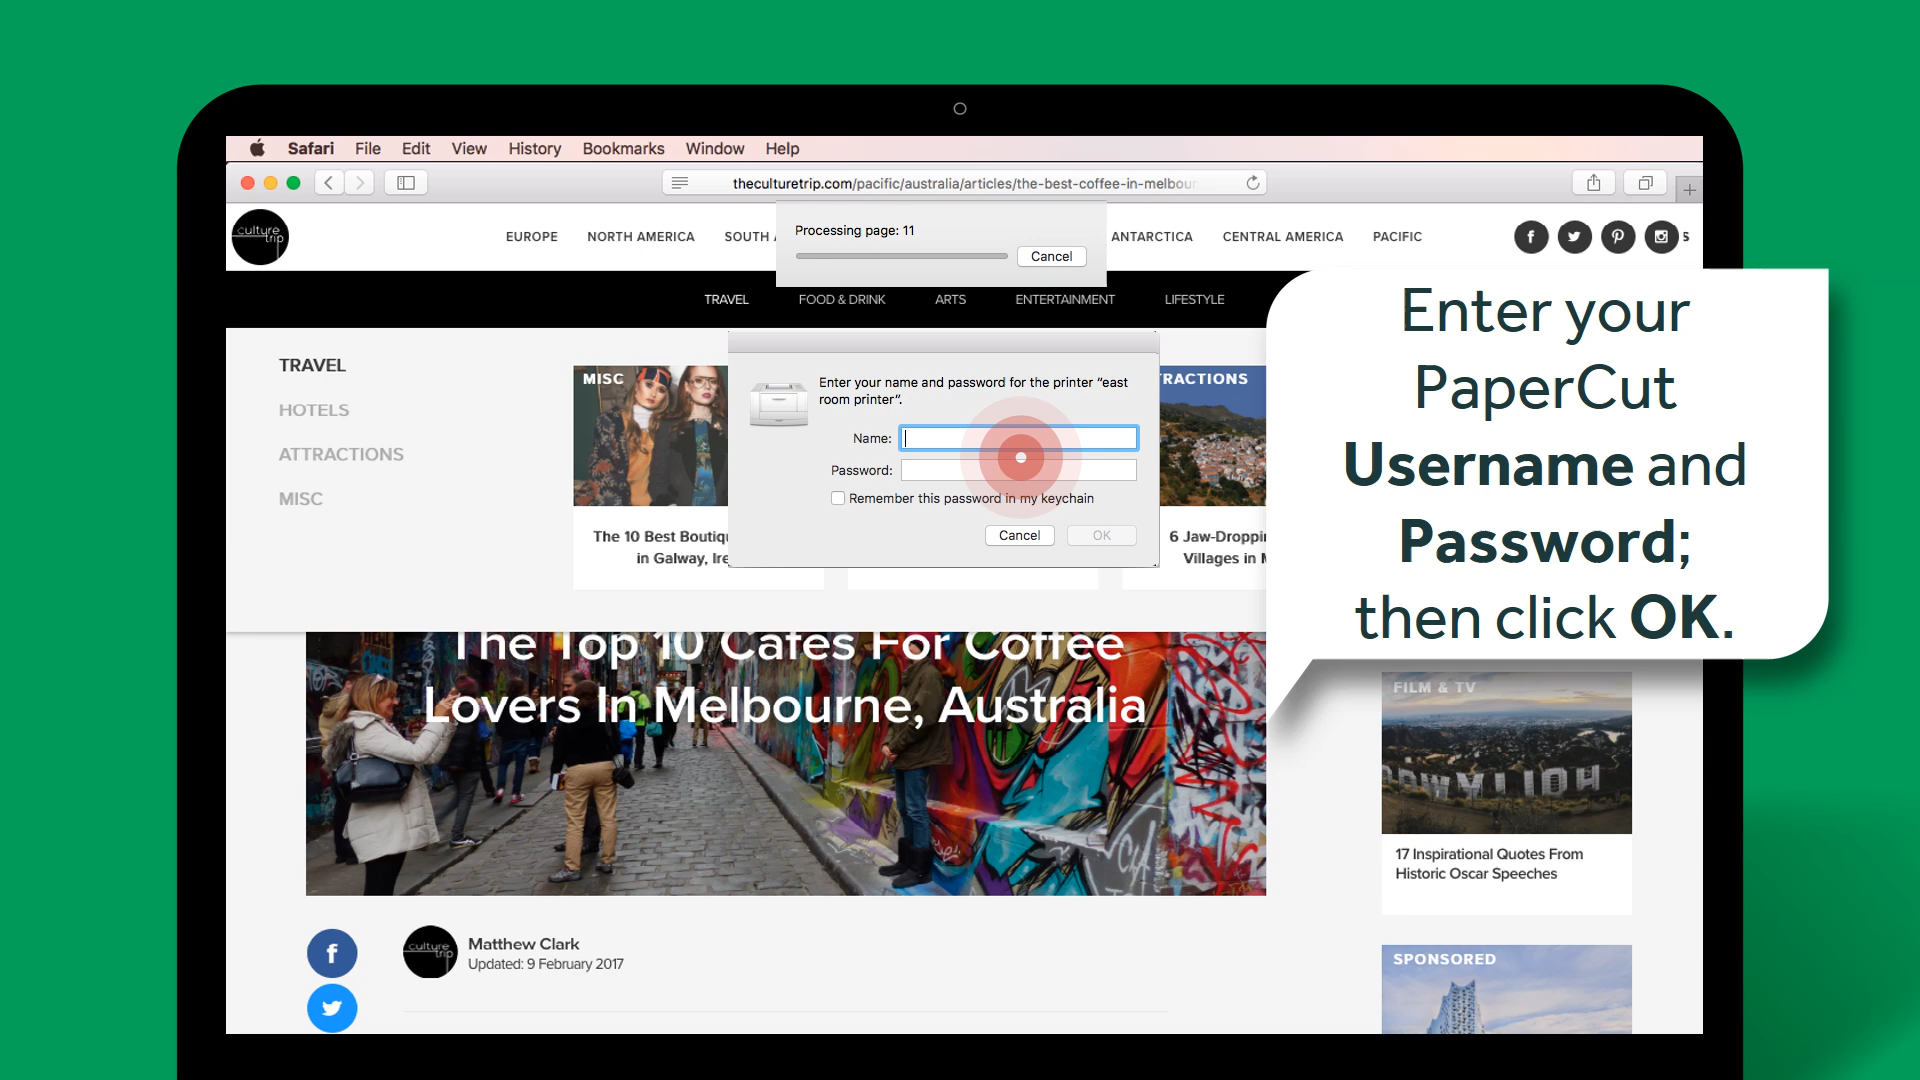 Safari File Edit View History Bookmarks Window Help
theculturetrip.com/pacific/australia/articles/the-best-coffee-in-melbour
culture
trip
EUROPE NORTH AMERICA SOUTH ANTARCTICA CENTRAL AMERICA PACIFIC
S
Processing page: 11
Cancel
TRAVEL FOOD & DRINK ARTS ENTERTAINMENT LIFESTYLE
TRAVEL
HOTELS
ATTRACTIONS
MISC
MISC
The 10 Best Boutiq
in Galway, Ire
Enter your name and password for the printer “east
room printer”.
Name:
Password:
Remember this password in my keychain
Cancel OK
RACTIONS
6 Jaw-Droppi
Villages in M
Enter your
PaperCut
Username and
Password;
then click OK.
The Top 10 Cafes For Coffee
Lovers In Melbourne, Australia
FILM & TV
HOLLYWOOD
17 Inspirational Quotes From
Historic Oscar Speeches
culture
trip
Matthew Clark
Updated: 9 February 2017
SPONSORED